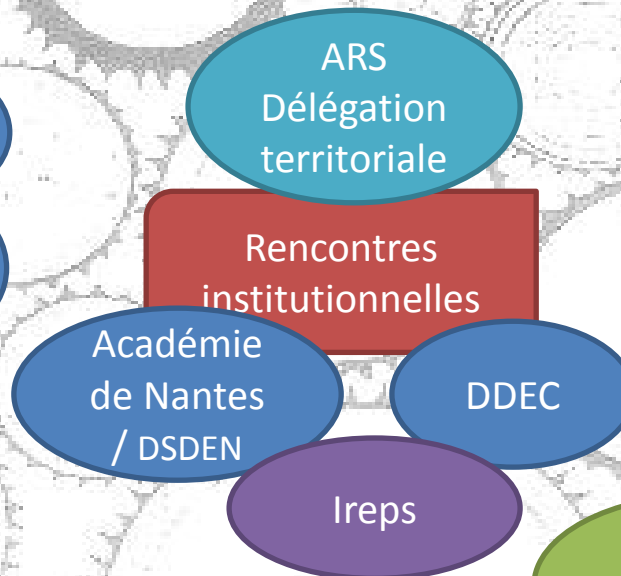 ARS
Délégation
territoriale
Rencontres
institutionnelles
Académie
de Nantes
/ DSDEN
DDEC
Ireps